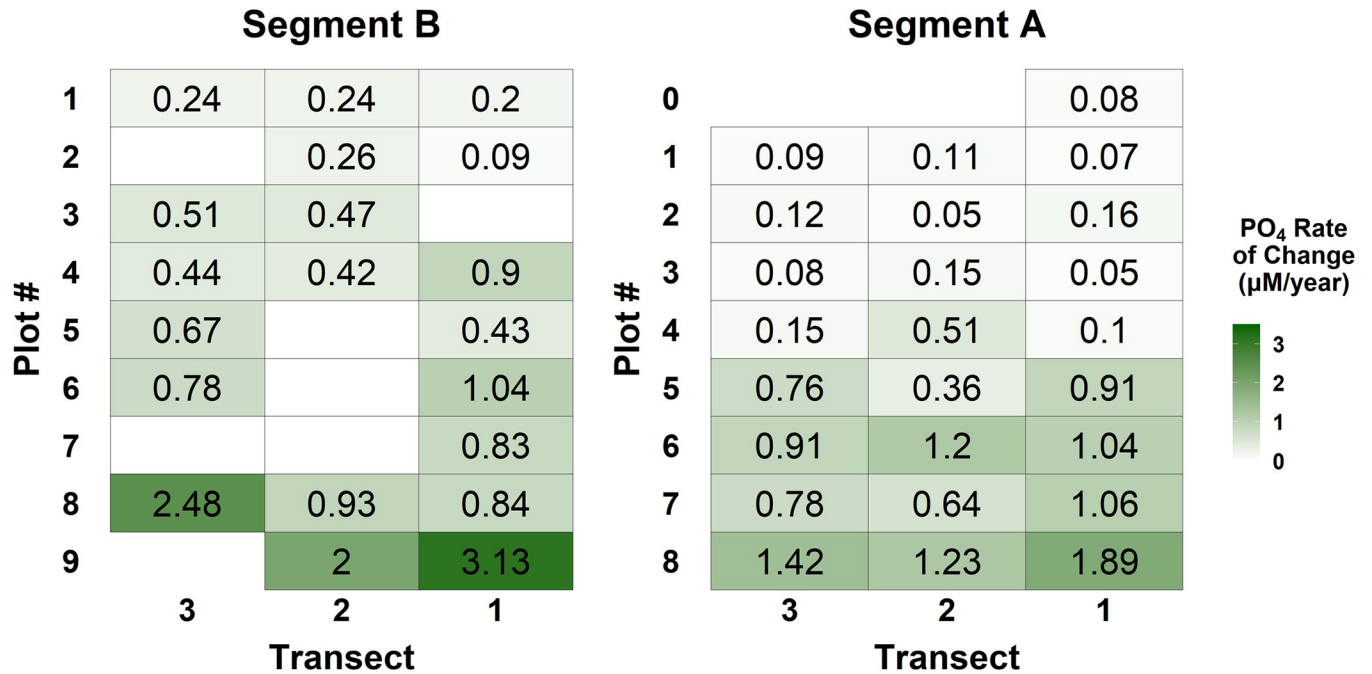 Segment B
1 0.24 0.24 0.2
2 0.26 0.09
3 0.51 0.47
4 0.44 0.42 0.9
5 0.67 0.43
6 0.78 1.04
7 0.83
8 2.48 0.93 0.84
9 2 3.13
3 2 1
Plot #
Transect
Segment A
0 0.08
1 0.09 0.11 0.07
2 0.12 0.05 0.16
3 0.08 0.15 0.05
4 0.15 0.51 0.1
5 0.76 0.36 0.91
6 0.91 1.2 1.04
7 0.78 0.64 1.06
8 1.42 1.23 1.89
3 2 1
Plot #
Transect
PO₄ Rate
of Change
(µM/year)
3
2
1
0